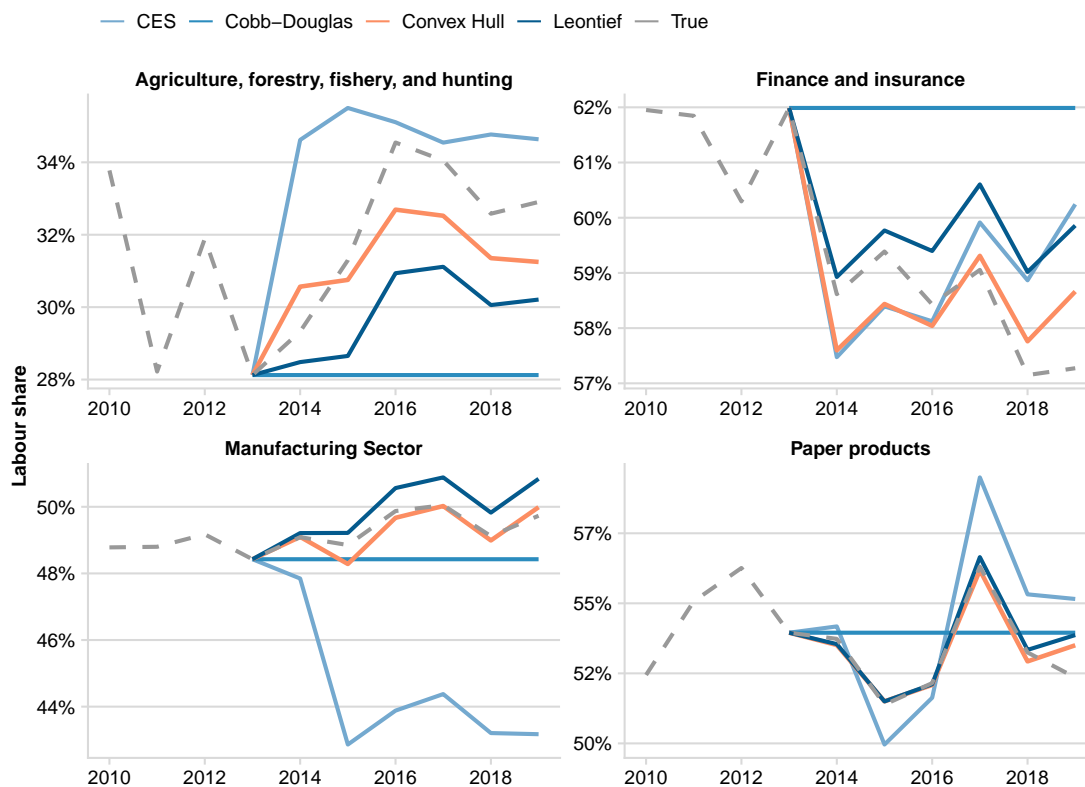 CES Cobb−Douglas Convex Hull Leontief True
Labour share
Agriculture, forestry, fishery, and hunting
34%
32%
30%
28%
2010 2012 2014 2016 2018
Finance and insurance
62%
61%
60%
59%
58%
57%
2010 2012 2014 2016 2018
Manufacturing Sector
50%
48%
46%
44%
2010 2012 2014 2016 2018
Paper products
57%
55%
52%
50%
2010 2012 2014 2016 2018